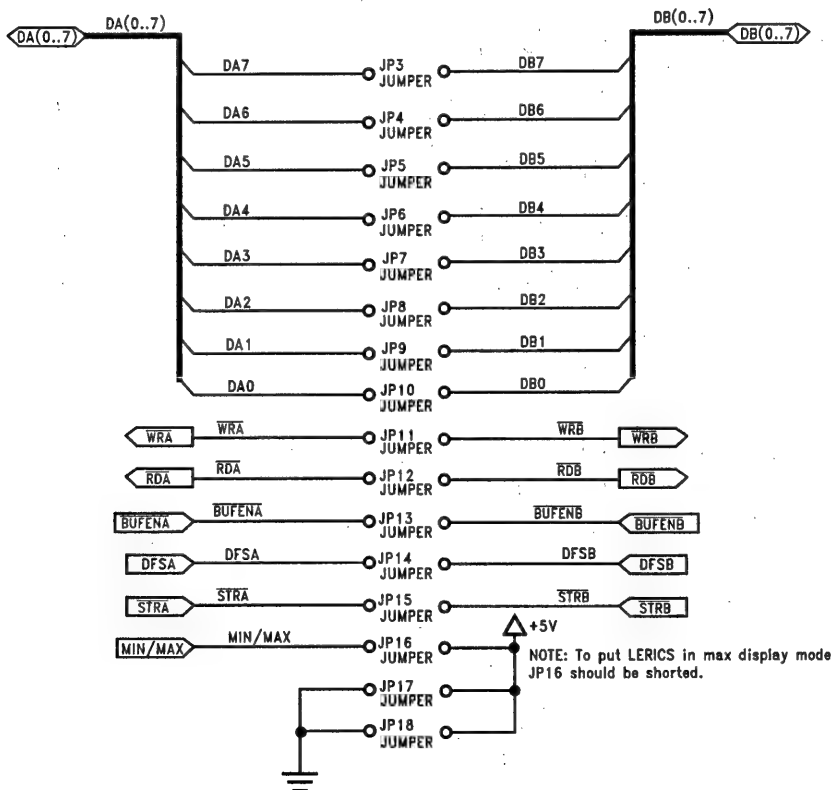 DA(0..7) DA(0..7) DB(0..7) DB(0..7)
DA7 JP3 JUMPER DB7
DA6 JP4 JUMPER DB6
DA5 JP5 JUMPER DB5
DA4 JP6 JUMPER DB4
DA3 JP7 JUMPER DB3
DA2 JP8 JUMPER DB2
DA1 JP9 JUMPER DB1
DA0 JP10 JUMPER DB0
WRA WRA JP11 JUMPER WRB WRB
RDA RDA JP12 JUMPER RDB RDB
BUFENA BUFENA JP13 JUMPER BUFENB BUFENB
DFSA DFSA JP14 JUMPER DFSB DFSB
STRA STRA JP15 JUMPER STRB STRB
+5V
MIN/MAX MIN/MAX JP16 JUMPER
NOTE: To put LERICS in max display mode
JP16 should be shorted.
JP17 JUMPER
JP18 JUMPER